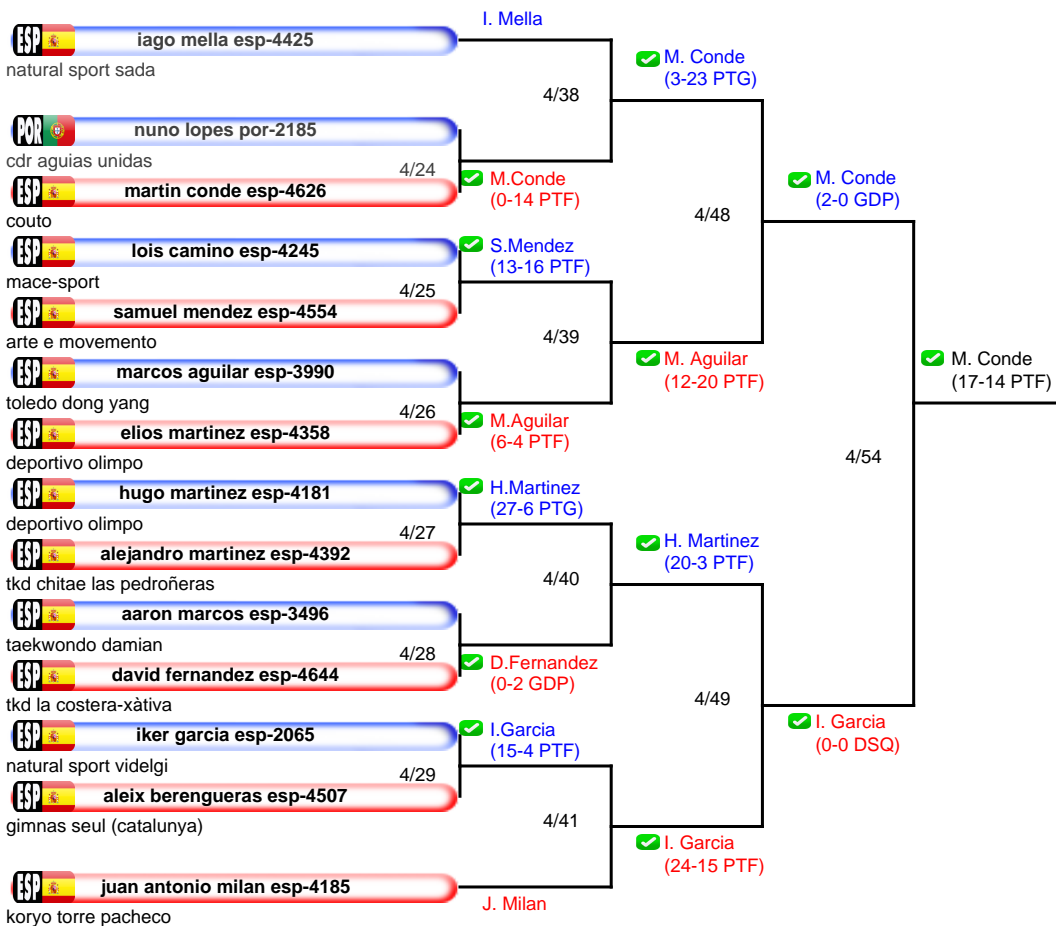 I. Mella
ESP iago mella esp-4425
natural sport sada
M. Conde
(3-23 PTG)
4/38
POR nuno lopes por-2185
cdr aguias unidas
4/24
ESP martin conde esp-4626
couto
M.Conde
(0-14 PTF)
M. Conde
(2-0 GDP)
4/48
ESP lois camino esp-4245
mace-sport
S.Mendez
(13-16 PTF)
4/25
ESP samuel mendez esp-4554
arte e movemento
4/39
ESP marcos aguilar esp-3990
toledo dong yang
M. Aguilar
(12-20 PTF)
M. Conde
(17-14 PTF)
4/26
ESP elios martinez esp-4358
deportivo olimpo
M.Aguilar
(6-4 PTF)
4/54
ESP hugo martinez esp-4181
deportivo olimpo
H.Martinez
(27-6 PTG)
4/27
ESP alejandro martinez esp-4392
tkd chitae las pedroñeras
H. Martinez
(20-3 PTF)
4/40
ESP aaron marcos esp-3496
taekwondo damian
4/28
ESP david fernandez esp-4644
tkd la costera-xàtiva
D.Fernandez
(0-2 GDP)
4/49
ESP iker garcia esp-2065
natural sport videlgi
I.Garcia
(15-4 PTF)
I. Garcia
(0-0 DSQ)
4/29
ESP aleix berengueras esp-4507
gimnas seul (catalunya)
4/41
I. Garcia
(24-15 PTF)
ESP juan antonio milan esp-4185
koryo torre pacheco
J. Milan